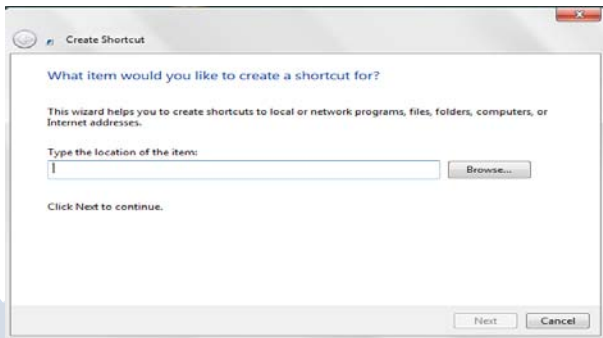 Create Shortcut
What item would you like to create a shortcut for?
This wizard helps you to create shortcuts to local or network programs, files, folders, computers, or
Internet addresses.
Type the location of the item:
Browse...
Click Next to continue.
Next
Cancel